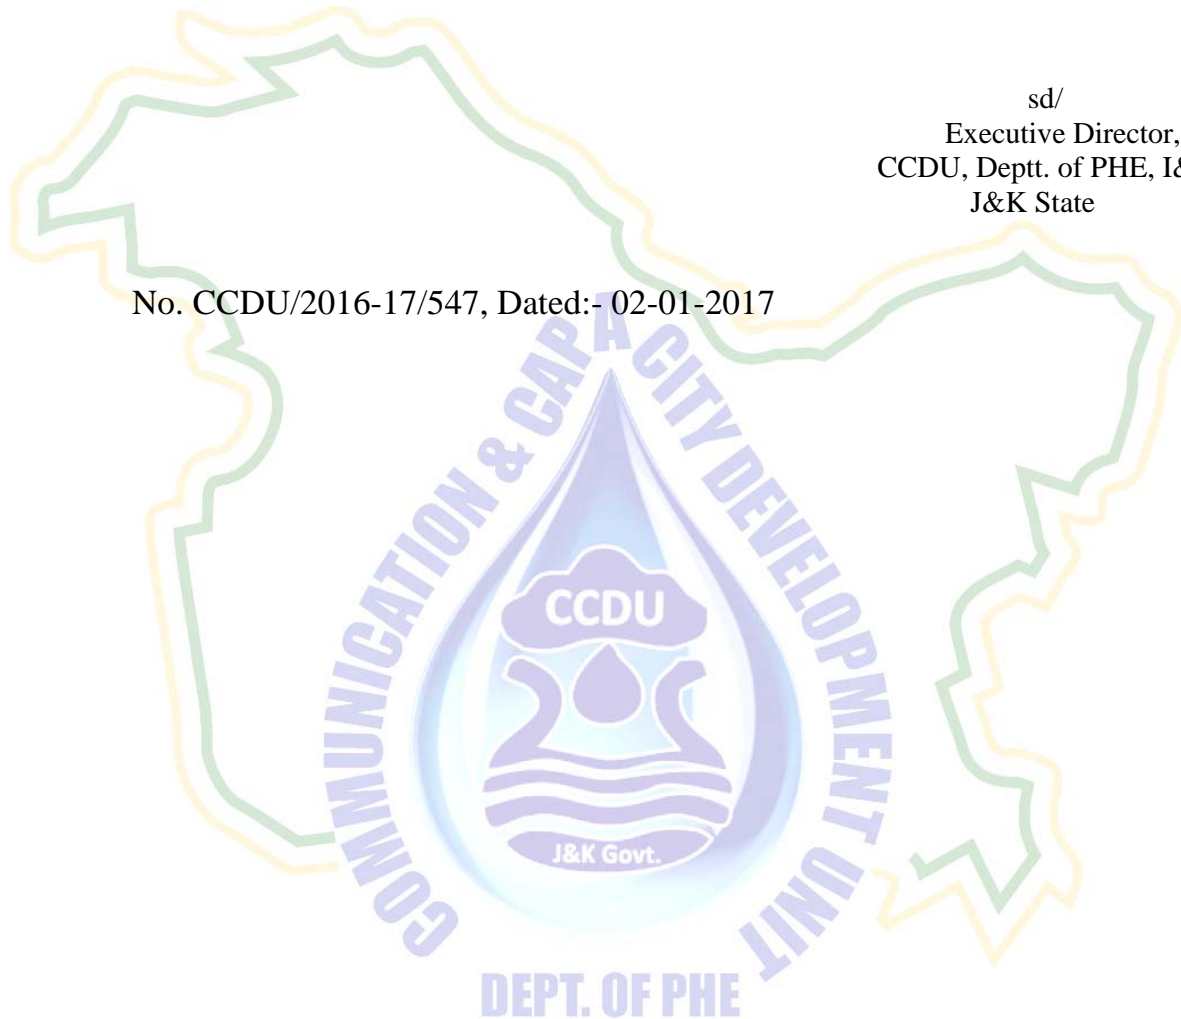 sd/
Executive Director,
CCDU, Deptt. of PHE, I&
J&K State
No. CCDU/2016-17/547, Dated:- 02-01-2017
COMMUNICATION & CAPACITY DEVELOPMENT UNIT
CCDU
J&K Govt.
DEPT. OF PHE